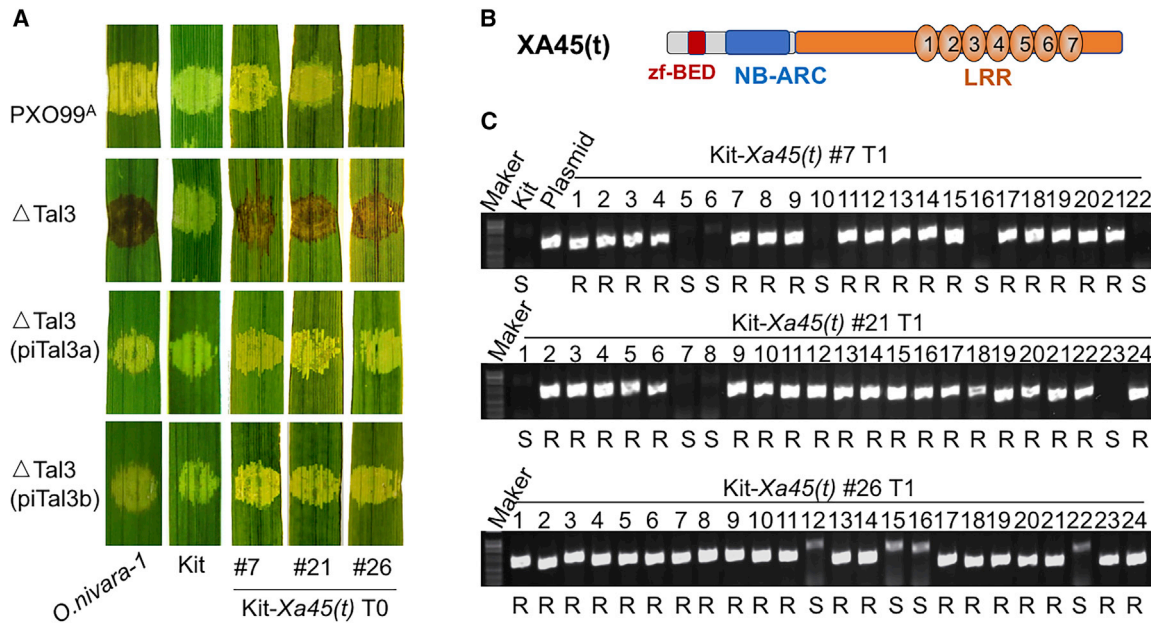 A
PXO99ᴬ
△Tal3
△Tal3
(piTal3a)
△Tal3
(piTal3b)
O.nivara-1
Kit
#7
#21
#26
Kit-Xa45(t) T0
B
XA45(t)
zf-BED
NB-ARC
1 2 3 4 5 6 7
LRR
C
Kit-Xa45(t) #7 T1
Maker Kit Plasmid
1 2 3 4 5 6 7 8 9 10 11 12 13 14 15 16 17 18 19 20 21 22
S R R R R S S R R R S R R R R R S R R R R R S
Kit-Xa45(t) #21 T1
Maker
1 2 3 4 5 6 7 8 9 10 11 12 13 14 15 16 17 18 19 20 21 22 23 24
S R R R R R S S R R R R R R R R R R R R R R S R
Kit-Xa45(t) #26 T1
Maker
1 2 3 4 5 6 7 8 9 10 11 12 13 14 15 16 17 18 19 20 21 22 23 24
R R R R R R R R R R R S R R S S R R R R R S R R